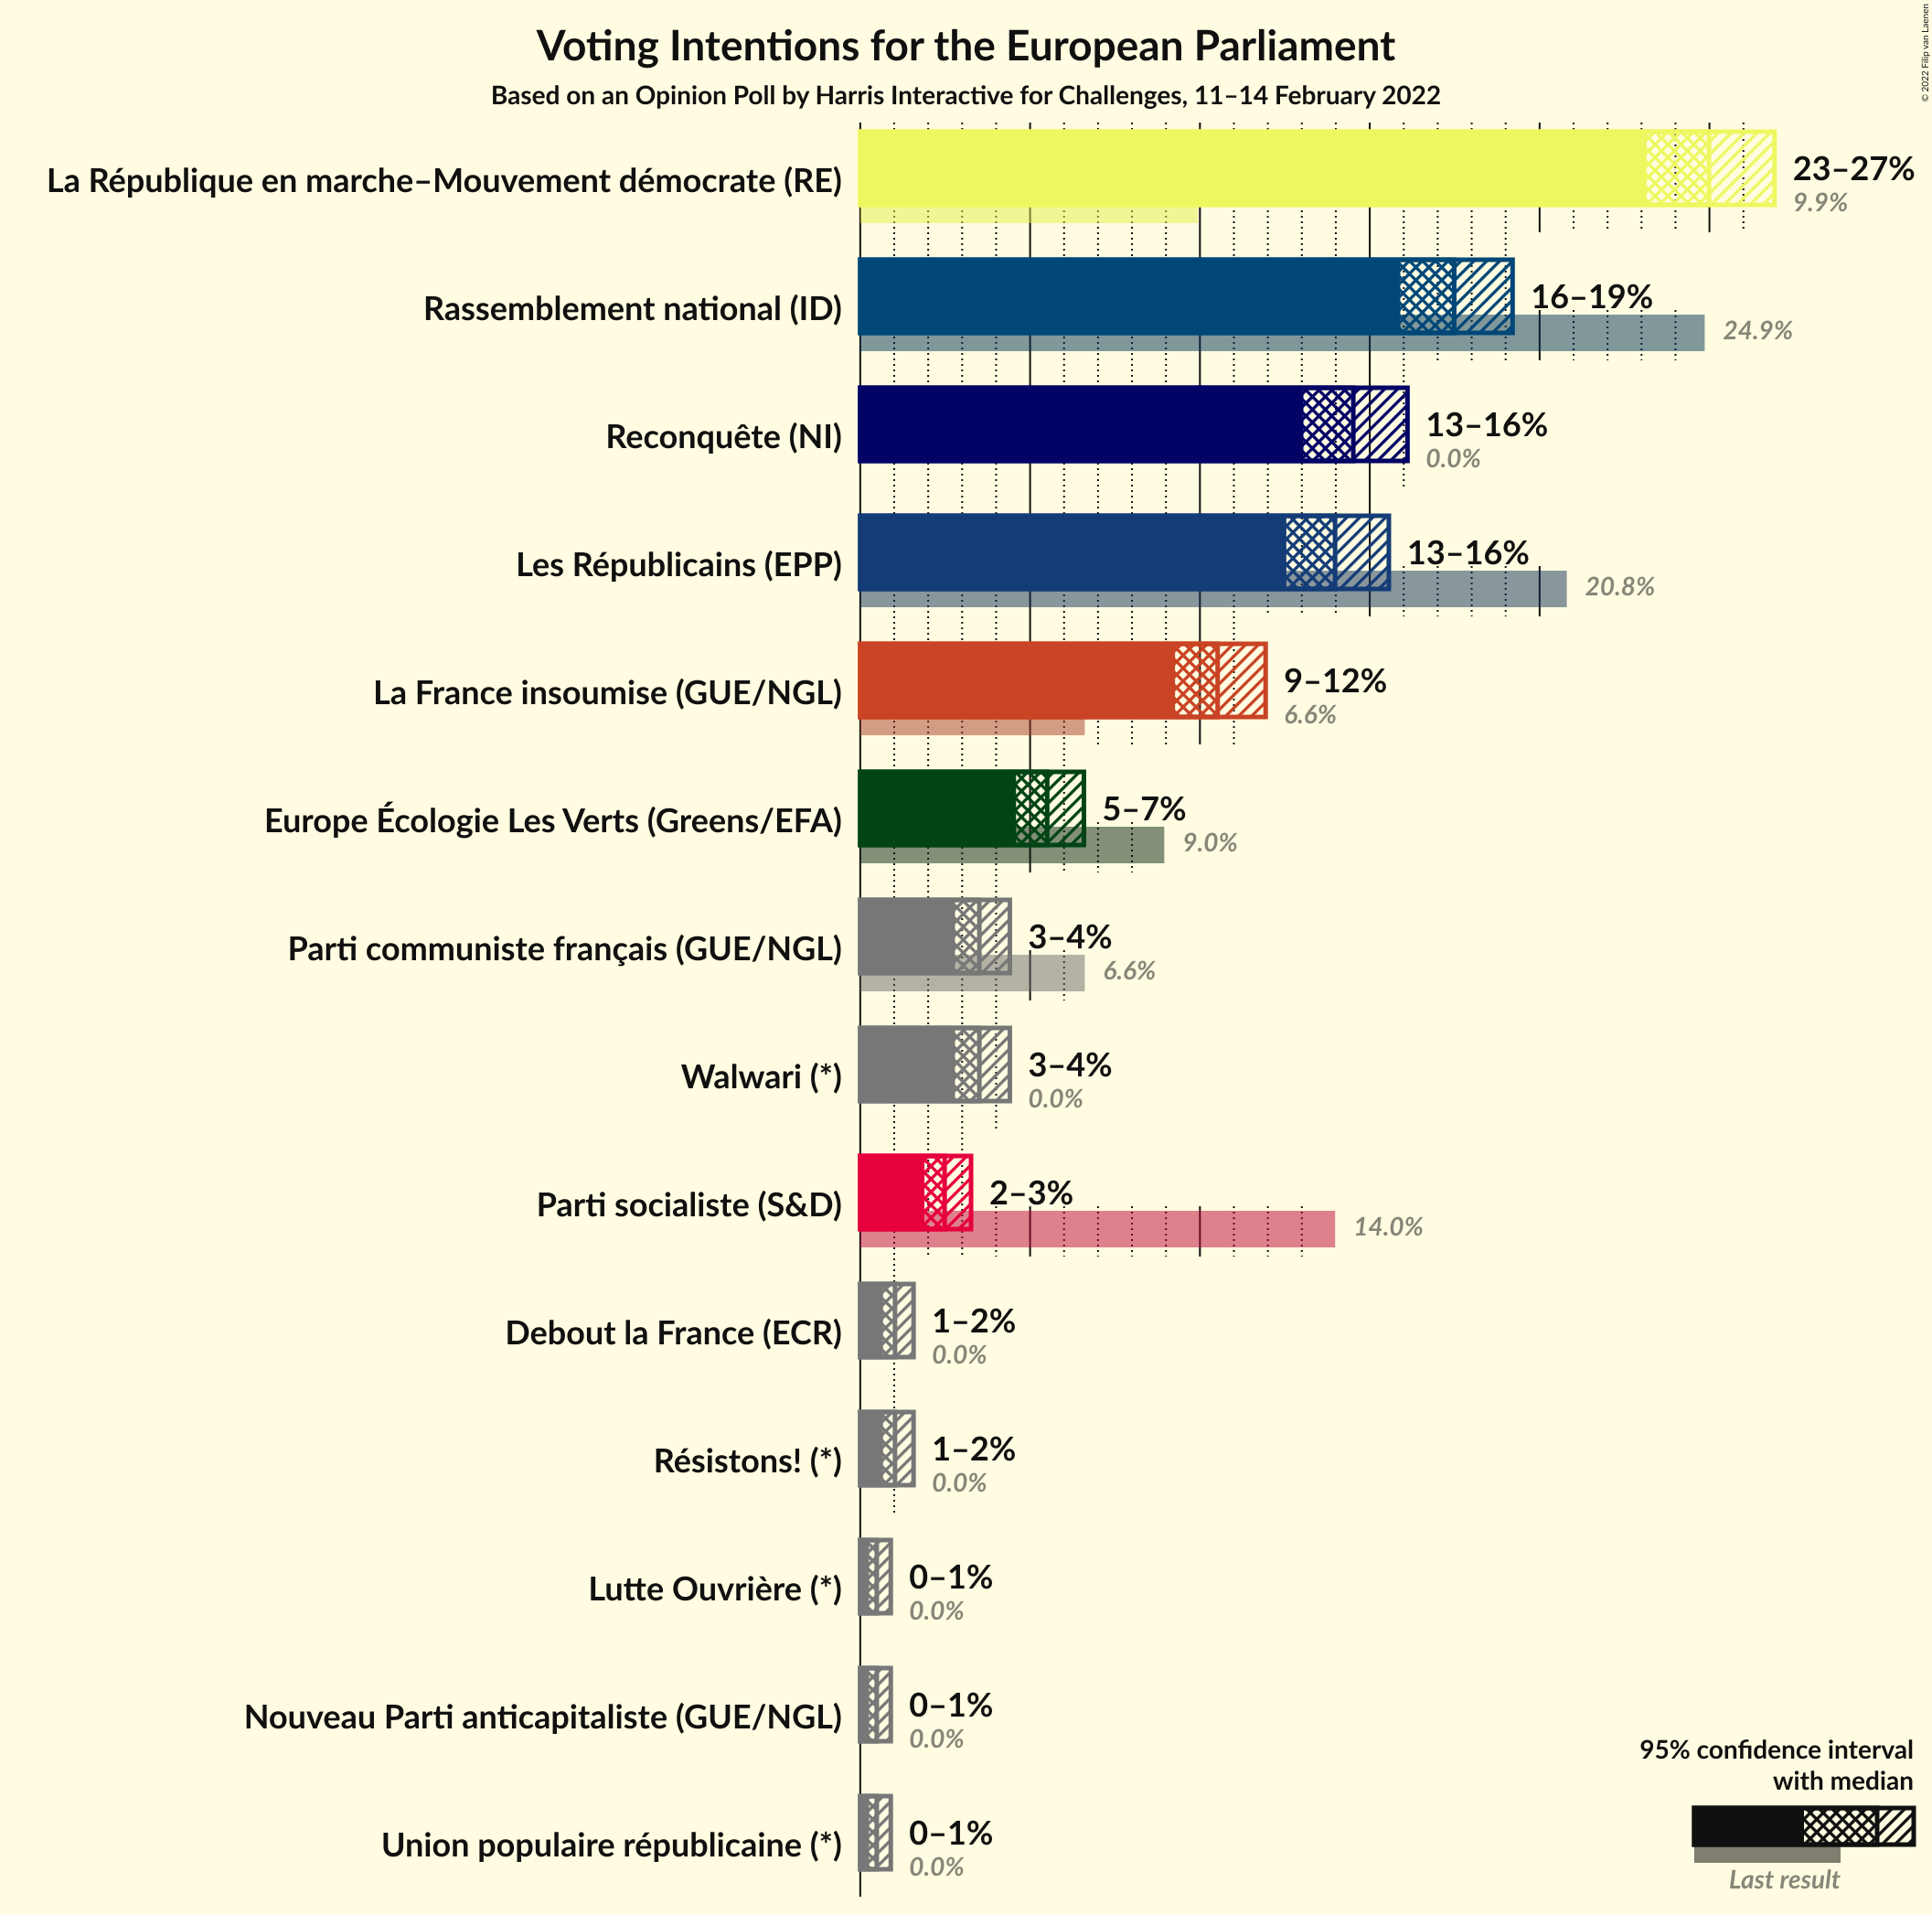 Voting Intentions for the European Parliament
Based on an Opinion Poll by Harris Interactive for Challenges, 11–14 February 2022
© 2022 Filip van Laenen
La République en marche–Mouvement démocrate (RE)
23–27%
9.9%
Rassemblement national (ID)
16–19%
24.9%
Reconquête (NI)
13–16%
0.0%
Les Républicains (EPP)
13–16%
20.8%
La France insoumise (GUE/NGL)
9–12%
6.6%
Europe Écologie Les Verts (Greens/EFA)
5–7%
9.0%
Parti communiste français (GUE/NGL)
3–4%
6.6%
Walwari (*)
3–4%
0.0%
Parti socialiste (S&D)
2–3%
14.0%
Debout la France (ECR)
1–2%
0.0%
Résistons! (*)
1–2%
0.0%
Lutte Ouvrière (*)
0–1%
0.0%
Nouveau Parti anticapitaliste (GUE/NGL)
0–1%
0.0%
Union populaire républicaine (*)
0–1%
0.0%
95% confidence interval
with median
Last result